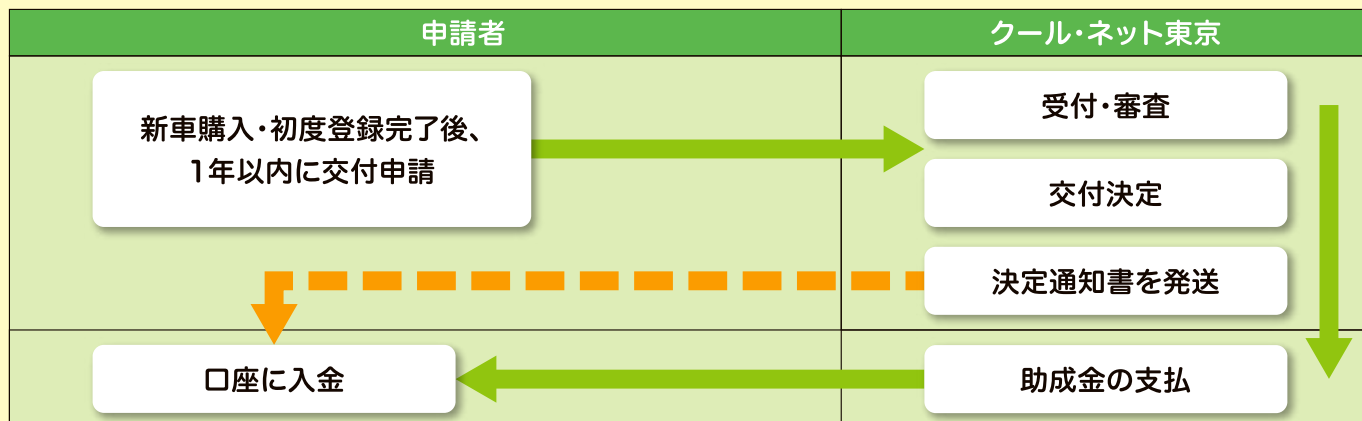 申請者
クール・ネット東京
新車購入・初度登録完了後、
1年以内に交付申請
受付・審査
交付決定
決定通知書を発送
助成金の支払
口座に入金